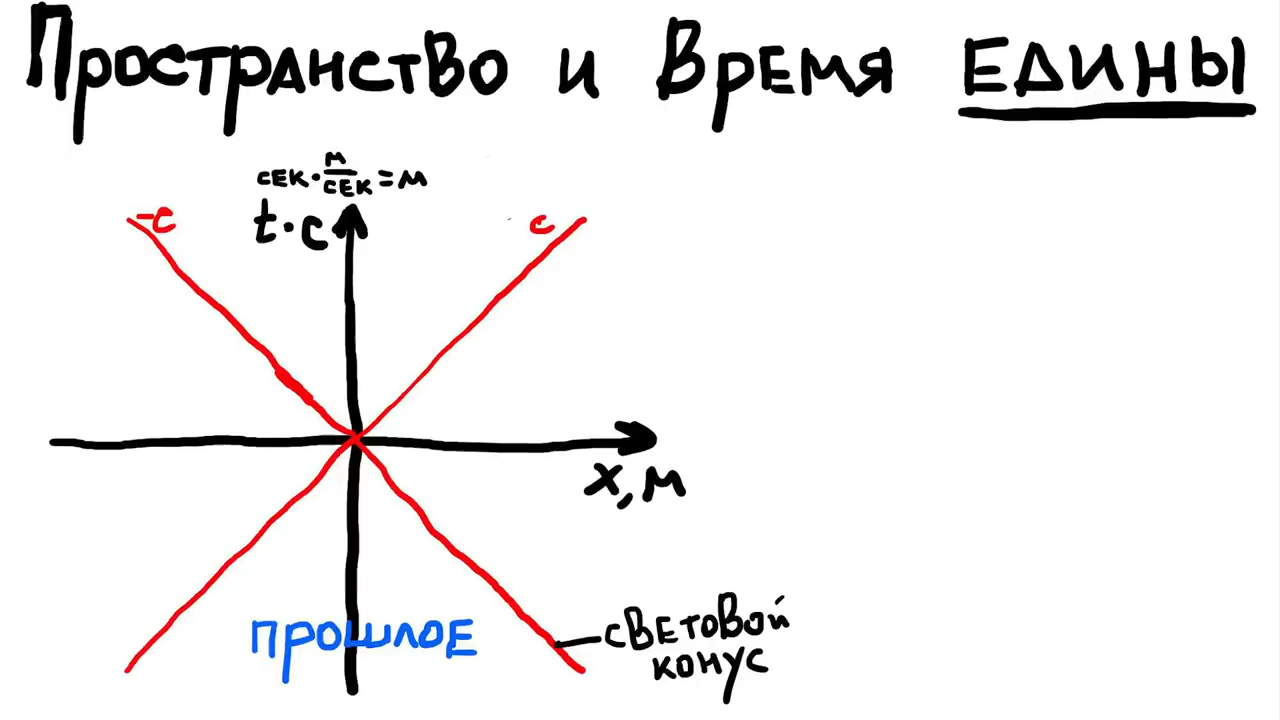 Пространство и Время ЕДИНЫ
сек · м/сек = м
t·c
-c
c
x, м
ПРОШЛОЕ
СВЕТОВОЙ
КОНУС